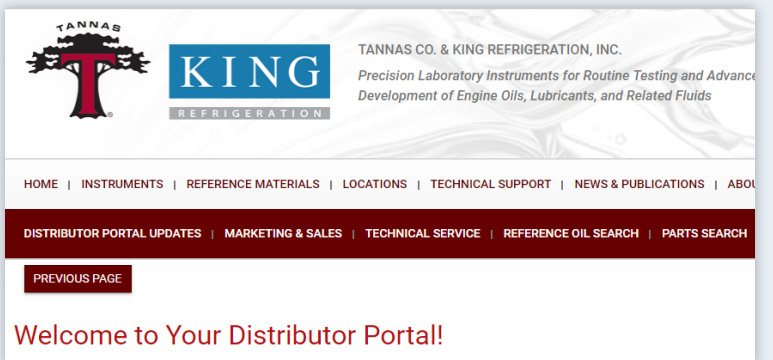 TANNAS
T
KING
REFRIGERATION
TANNAS CO. & KING REFRIGERATION, INC.
Precision Laboratory Instruments for Routine Testing and Advance
Development of Engine Oils, Lubricants, and Related Fluids
HOME | INSTRUMENTS | REFERENCE MATERIALS | LOCATIONS | TECHNICAL SUPPORT | NEWS & PUBLICATIONS | ABOU
DISTRIBUTOR PORTAL UPDATES | MARKETING & SALES | TECHNICAL SERVICE | REFERENCE OIL SEARCH | PARTS SEARCH
PREVIOUS PAGE
Welcome to Your Distributor Portal!